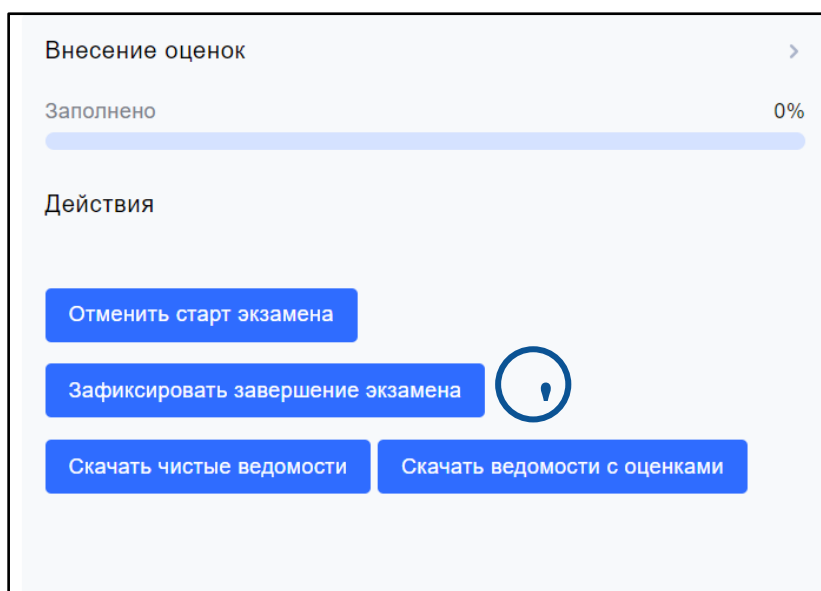 Внесение оценок
Заполнено 0%
Действия
Отменить старт экзамена
Зафиксировать завершение экзамена
Скачать чистые ведомости Скачать ведомости с оценками